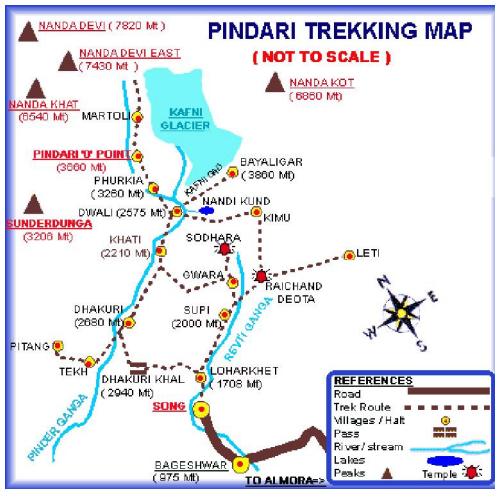 PINDARI TREKKING MAP
( NOT TO SCALE )
NANDA DEVI ( 7820 Mt)
NANDA DEVI EAST
(7430 Mt)
NANDA KOT
( 6860 Mt)
NANDA KHAT
(6540 Mt)
MARTOLI
KAFNI
GLACIER
PINDARI '0' POINT
(3660 Mt)
BAYALIGAR
(3860 Mt)
PHURKIA
(3260 Mt)
KAFNI GAD
DWALI (2575 Mt)
NANDI KUND
KIMU
SUNDERDUNGA
(3206 Mt)
KHATI
(2210 Mt)
SODHARA
LETI
GWARA
RAICHAND
DEOTA
DHAKURI
(2680 Mt)
SUPI
(2000 Mt)
REVTI GANGA
N
E
W
S
PITANG
TEKH
DHAKURI KHAL
( 2940 Mt)
LOHARKHET
( 1708 Mt)
PINDER GANGA
SONG
BAGESHWAR
(975 Mt)
TO ALMORA=>
REFERENCES
Road
Trek Route
Villages / Halt
Pass
River/ stream
Lakes
Peaks
Temple